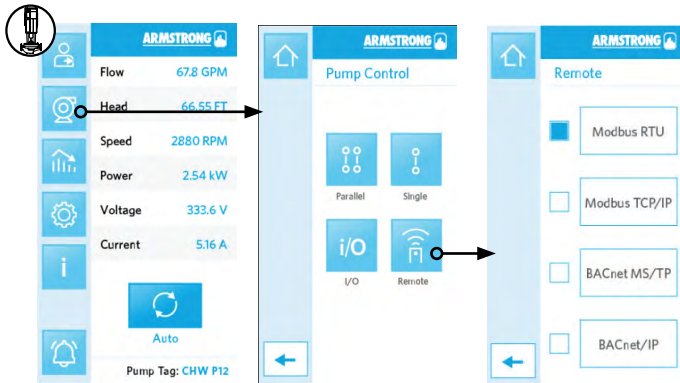 ARMSTRONG
Flow 67.8 GPM
Head 66.55 FT
Speed 2880 RPM
Power 2.54 kW
Voltage 333.6 V
Current 5.16 A
i
Auto
Pump Tag: CHW P12
ARMSTRONG
Pump Control
Parallel Single
i/O
I/O Remote
ARMSTRONG
Remote
Modbus RTU
Modbus TCP/IP
BACnet MS/TP
BACnet/IP